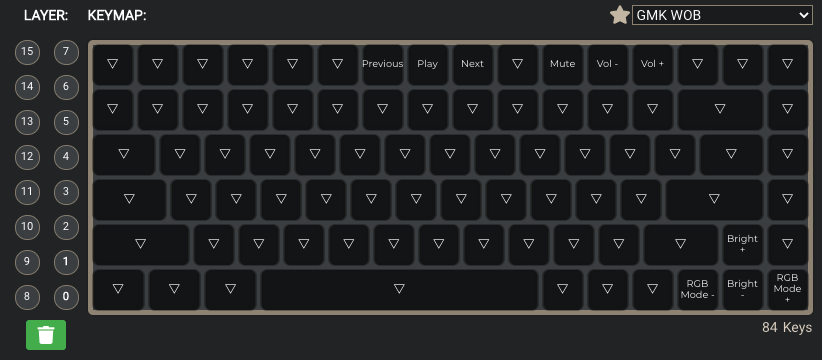 LAYER: KEYMAP: GMK WOB
15 7 Previous Play Next Mute Vol - Vol +
14 6
13 5
12 4
11 3
10 2
Bright
+
9 1
8 0
RGB
Mode -
Bright
-
RGB
Mode
+
84 Keys